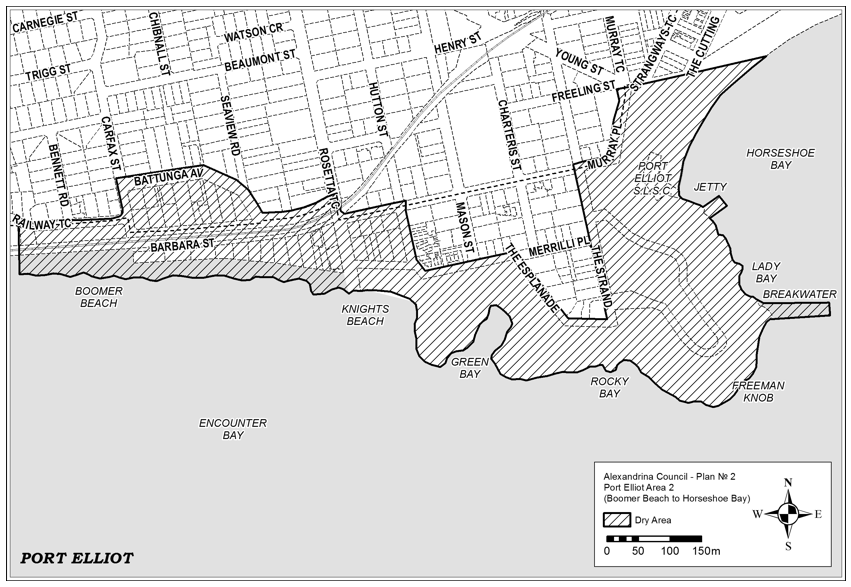 CARNEGIE ST
CHIBNALL ST
WATSON CR
HENRY ST
MURRAY TC
STRANGWAYS TC
THE CUTTING
TRIGG ST
BEAUMONT ST
YOUNG ST
SEAVIEW RD
HUTTON ST
FREELING ST
CHARTERIS ST
CARFAX ST
BENNETT RD
ROSETTA TC
MURRAY PL
BATTUNGA AV
PORT
ELLIOT
S.L.S.C.
HORSESHOE
BAY
JETTY
RAILWAY TC
MASON ST
BARBARA ST
MERRILLI PL
THE ESPLANADE
THE STRAND
LADY
BAY
BREAKWATER
BOOMER
BEACH
KNIGHTS
BEACH
GREEN
BAY
ROCKY
BAY
FREEMAN
KNOB
ENCOUNTER
BAY
Alexandrina Council - Plan № 2
Port Elliot Area 2
(Boomer Beach to Horseshoe Bay)
Dry Area
0 50 100 150m
N
W E
S
PORT ELLIOT